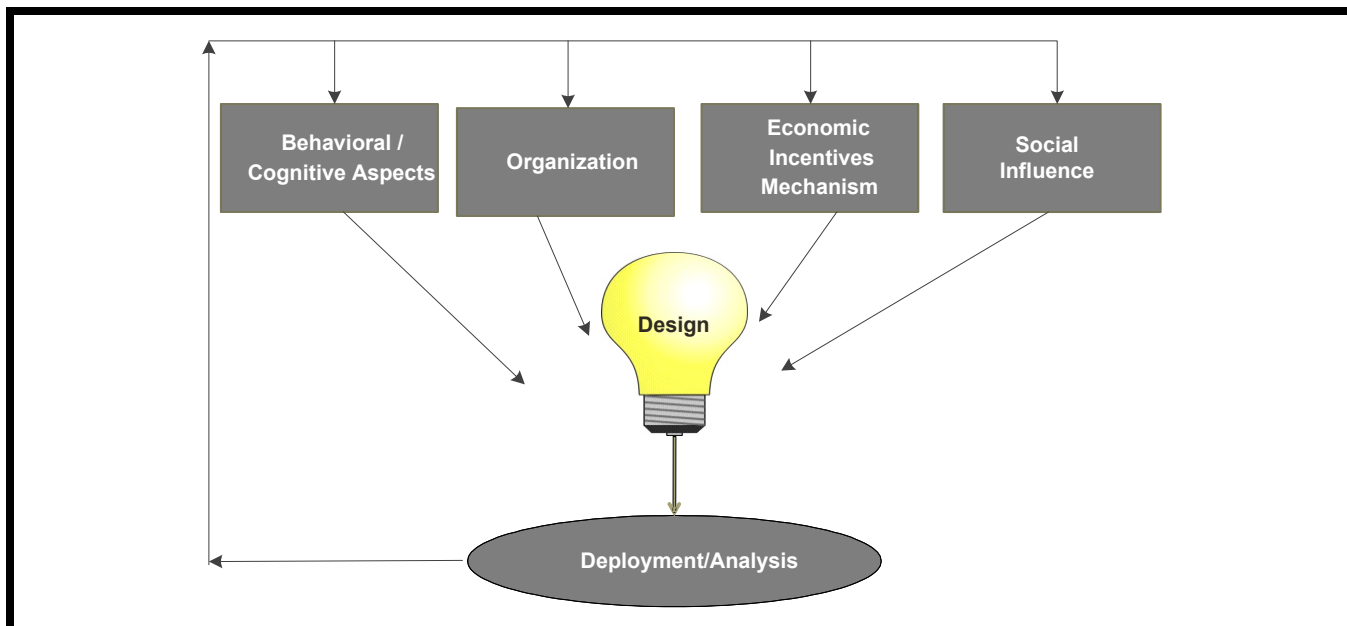 Behavioral /
Cognitive Aspects
Organization
Economic
Incentives
Mechanism
Social
Influence
Design
Deployment/Analysis